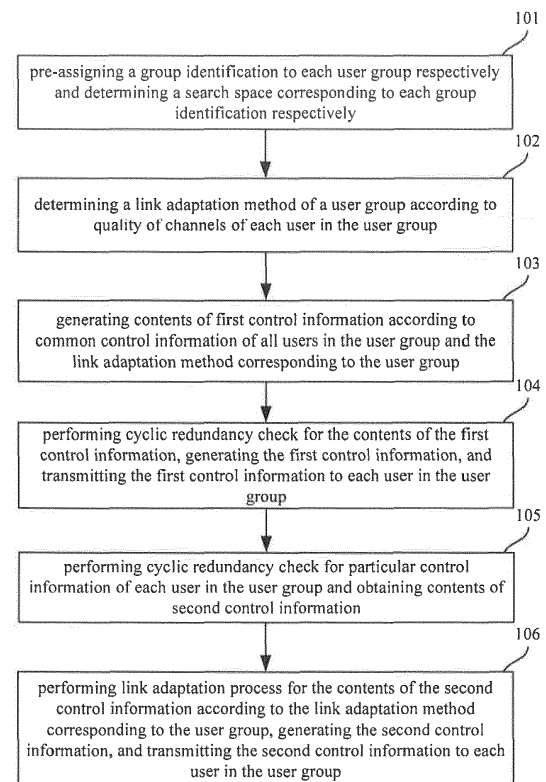 101
pre-assigning a group identification to each user group respectively
and determining a search space corresponding to each group
identification respectively
102
determining a link adaptation method of a user group according to
quality of channels of each user in the user group
103
generating contents of first control information according to
common control information of all users in the user group and the
link adaptation method corresponding to the user group
104
performing cyclic redundancy check for the contents of the first
control information, generating the first control information, and
transmitting the first control information to each user in the user
group
105
performing cyclic redundancy check for particular control
information of each user in the user group and obtaining contents of
second control information
106
performing link adaptation process for the contents of the second
control information according to the link adaptation method
corresponding to the user group, generating the second control
information, and transmitting the second control information to each
user in the user group